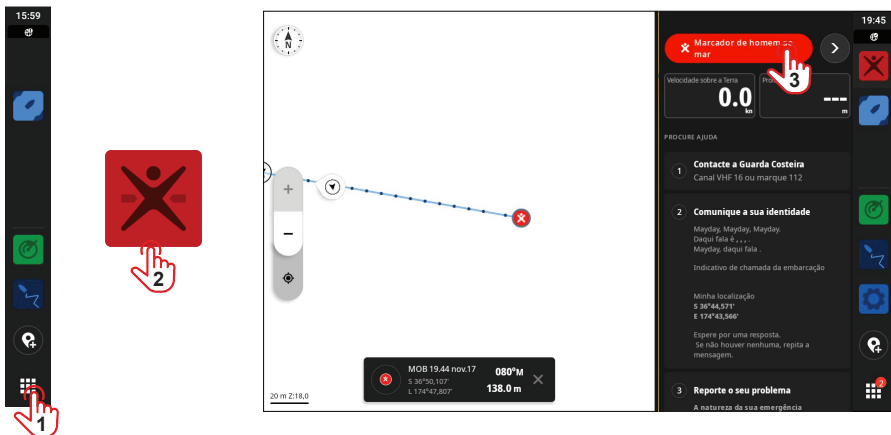 15:59
1
2
N
+
−
20 m Z:18,0
MOB 19.44 nov.17
S 36°50,107'
L 174°47,807'
080°M
138.0 m
Marcador de homem ao
mar
3
Velocidade sobre a Terra
0.0
kn
---
m
PROCURE AJUDA
1
Contacte a Guarda Costeira
Canal VHF 16 ou marque 112
2
Comunique a sua identidade
Mayday, Mayday, Mayday.
Daqui fala é , , , .
Mayday, daqui fala .
Indicativo de chamada da embarcação
Minha localização
S 36°44,571'
E 174°43,566'
Espere por uma resposta.
Se não houver nenhuma, repita a
mensagem.
3
Reporte o seu problema
A natureza da sua emergência
19:45
2